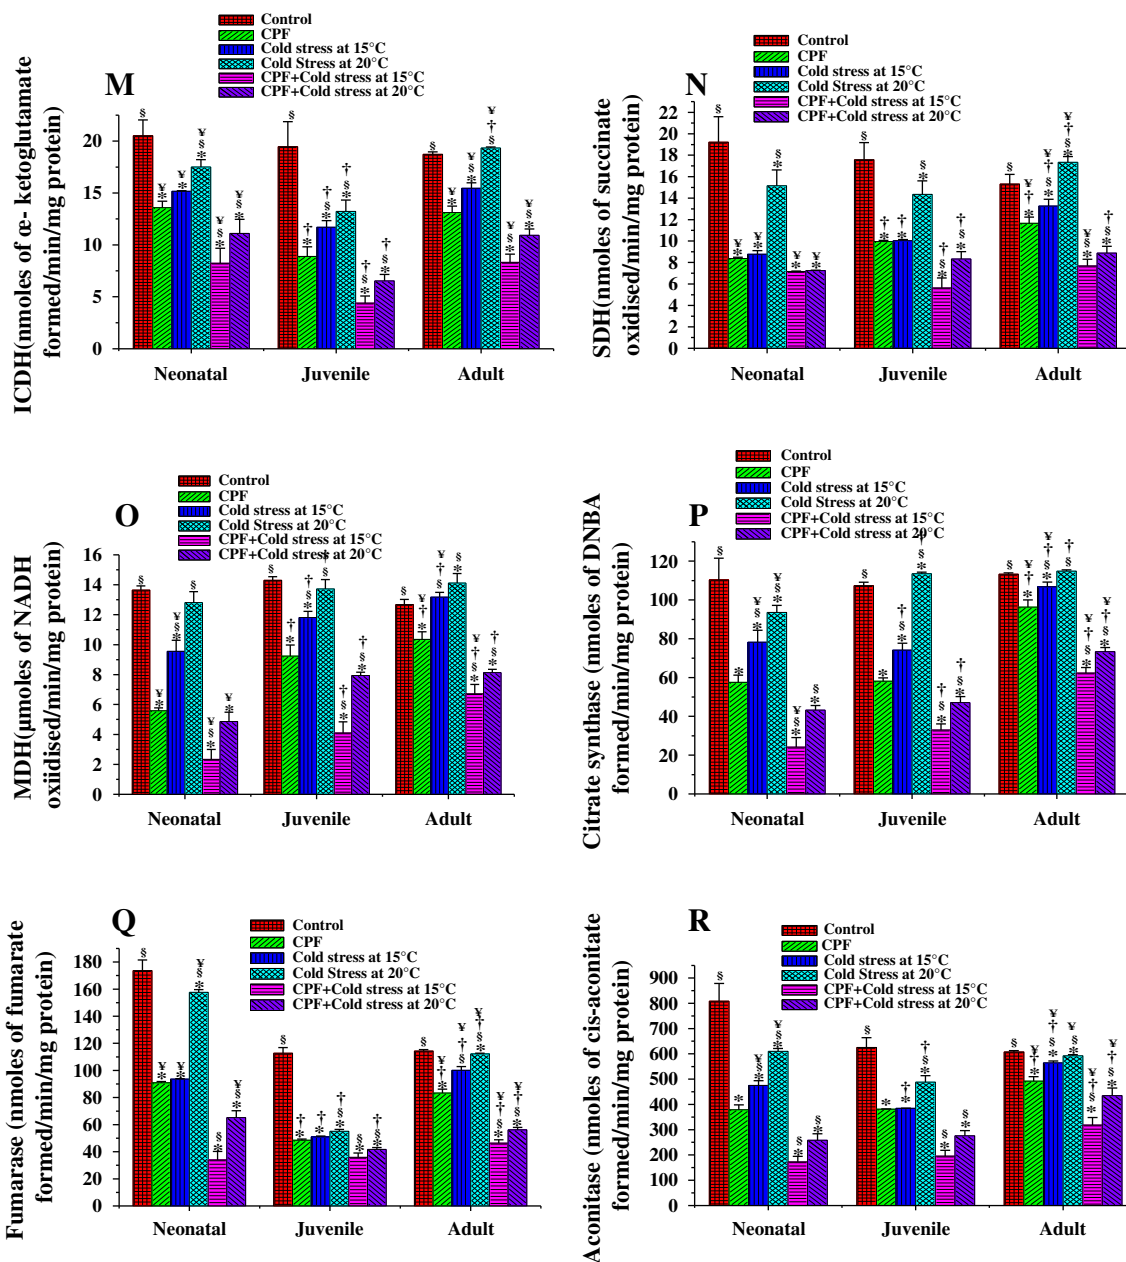 M
Control
CPF
Cold stress at 15°C
Cold Stress at 20°C
CPF+Cold stress at 15°C
CPF+Cold stress at 20°C
ICDH(nmoles of œ- ketoglutamate
formed/min/mg protein)
20
15
10
5
0
Neonatal Juvenile Adult
N
Control
CPF
Cold stress at 15°C
Cold Stress at 20°C
CPF+Cold stress at 15°C
CPF+Cold stress at 20°C
SDH(nmoles of succinate
oxidised/min/mg protein)
22
20
18
16
14
12
10
8
6
4
2
0
Neonatal Juvenile Adult
O
Control
CPF
Cold stress at 15°C
Cold Stress at 20°C
CPF+Cold stress at 15°C
CPF+Cold stress at 20°C
MDH(μmoles of NADH
oxiidised/min/mg protein)
16
14
12
10
8
6
4
2
0
Neonatal Juvenile Adult
P
Control
CPF
Cold stress at 15°C
Cold Stress at 20°C
CPF+Cold stress at 15°C
CPF+Cold stress at 20°C
Citrate synthase (nmoles of DNBA
formed/min/mg protein)
120
100
80
60
40
20
0
Neonatal Juvenile Adult
Q
Control
CPF
Cold stress at 15°C
Cold Stress at 20°C
CPF+Cold stress at 15°C
CPF+Cold stress at 20°C
Fumarase (nmoles of fumarate
formed/min/mg protein)
180
160
140
120
100
80
60
40
20
0
Neonatal Juvenile Adult
R
Control
CPF
Cold stress at 15°C
Cold Stress at 20°C
CPF+Cold stress at 15°C
CPF+Cold stress at 20°C
Aconitase (nmoles of cis-aconitate
formed/min/mg protein)
900
800
700
600
500
400
300
200
100
0
Neonatal Juvenile Adult